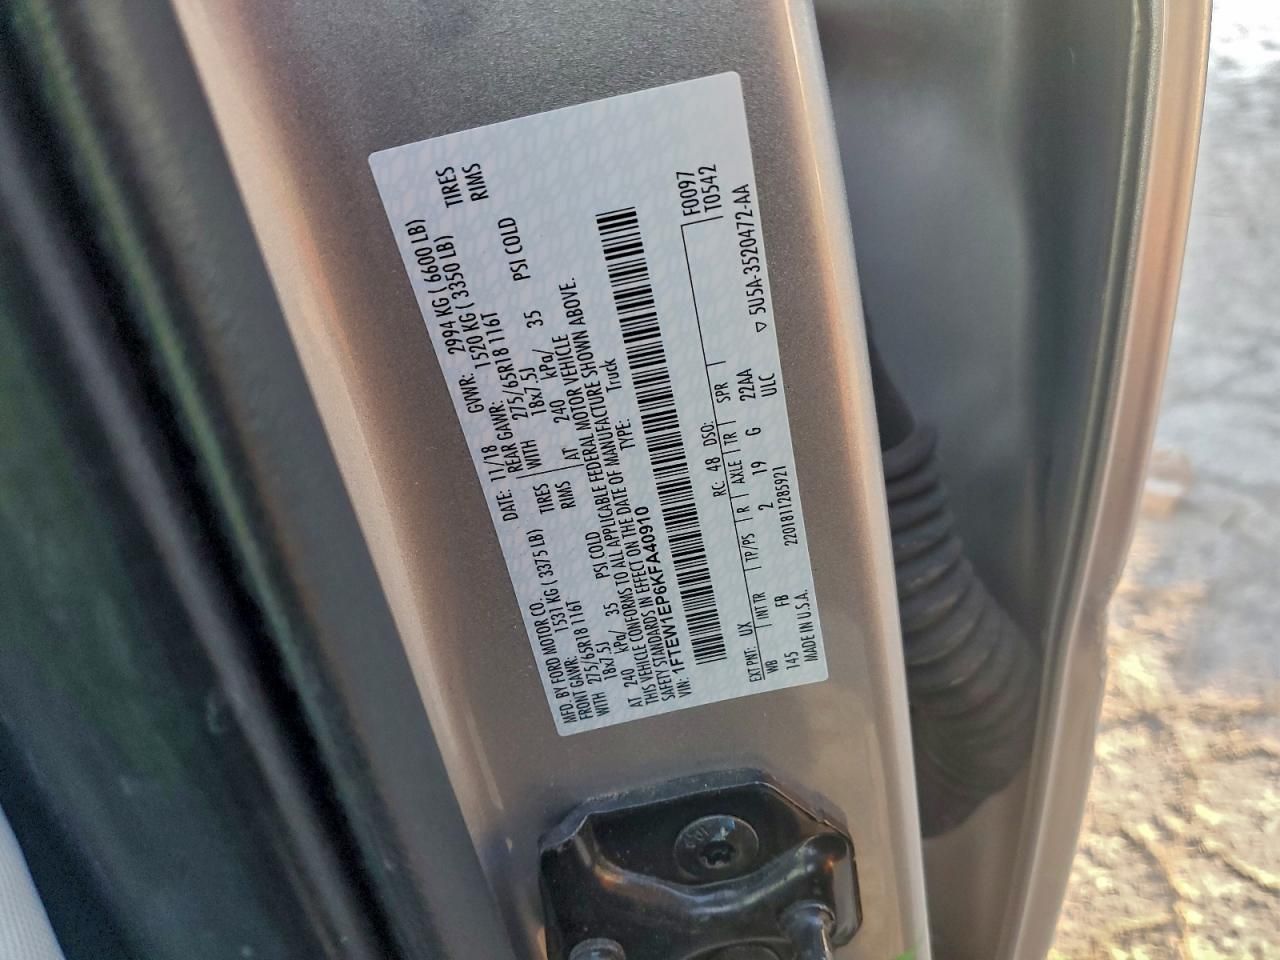 MFD. BY FORD MOTOR CO.
DATE: 11/18 GVWR: 2994 KG ( 6600 LB)
FRONT GAWR: 1531 KG ( 3375 LB) REAR GAWR: 1520 KG ( 3350 LB)
WITH 275/65R18 116T TIRES WITH 275/65R18 116T TIRES
18x7.5J RIMS 18x7.5J RIMS
AT 240 kPa/ 35 PSI COLD AT 240 kPa/ 35 PSI COLD
THIS VEHICLE CONFORMS TO ALL APPLICABLE FEDERAL MOTOR VEHICLE
SAFETY STANDARDS IN EFFECT ON THE DATE OF MANUFACTURE SHOWN ABOVE.
VIN: 1FTEW1EP6KFA40910 TYPE: Truck
F0097
T0542
EXT PNT: UX RC: 48 DSO:
WB INT TR TP/PS R AXLE TR SPR
145 FB 2 19 G 22AA
MADE IN U.S.A. 2201811285921 ULC
▽ 5U5A-3520472-AA